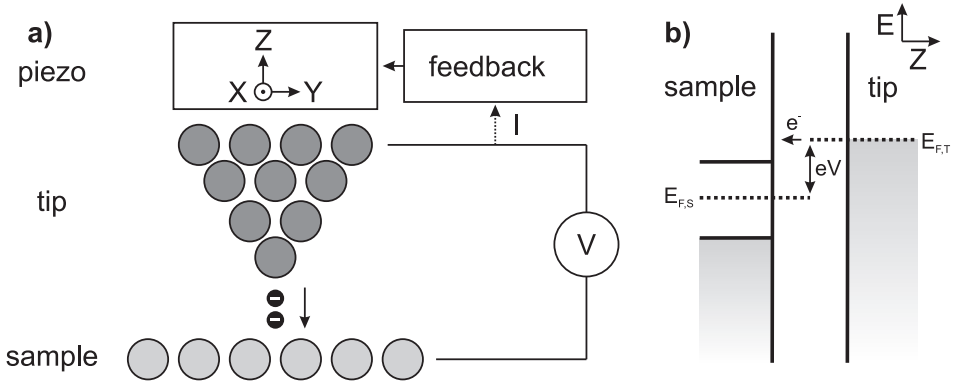 a)
piezo
Z
X
Y
feedback
I
tip
V
sample
b)
E
Z
sample
tip
e-
E_F,T
eV
E_F,S